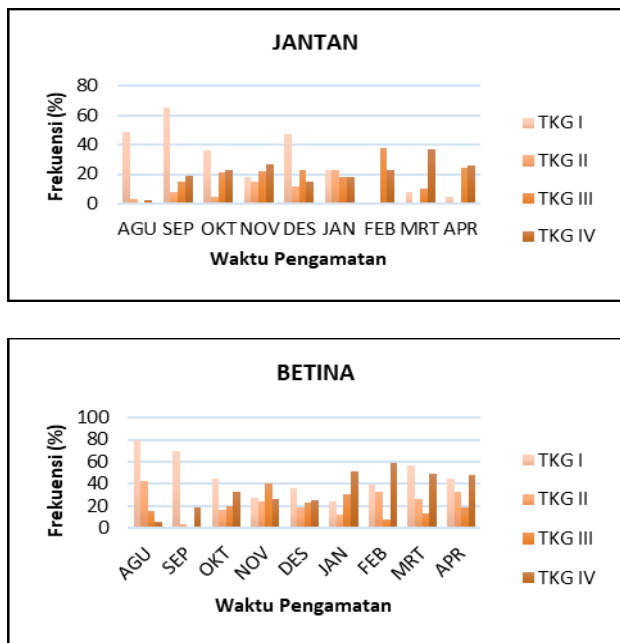 JANTAN
Frekuensi (%)
80
60
40
20
0
AGU SEP OKT NOV DES JAN FEB MRT APR
Waktu Pengamatan
TKG I
TKG II
TKG III
TKG IV
BETINA
Frekuensi (%)
100
80
60
40
20
0
AGU SEP OKT NOV DES JAN FEB MRT APR
Waktu Pengamatan
TKG I
TKG II
TKG III
TKG IV